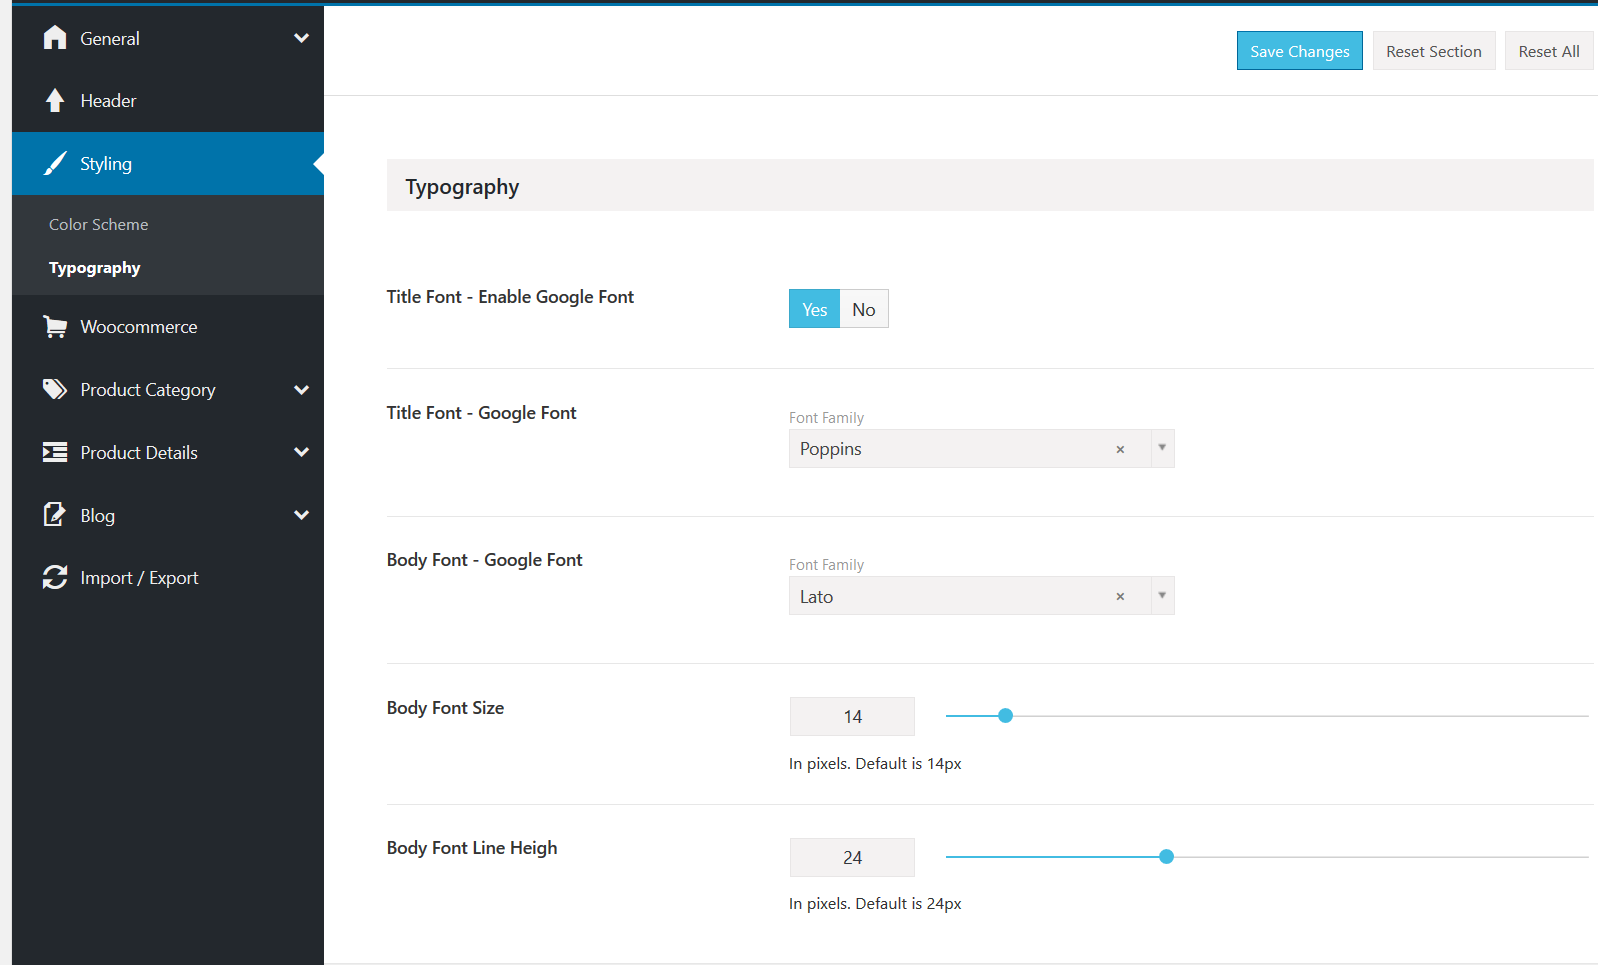 General
Header
Styling
Color Scheme
Typography
Woocommerce
Product Category
Product Details
Blog
Import / Export
Save Changes Reset Section Reset All
Typography
Title Font - Enable Google Font
Yes No
Title Font - Google Font
Font Family
Poppins ×
Body Font - Google Font
Font Family
Lato ×
Body Font Size
14
In pixels. Default is 14px
Body Font Line Heigh
24
In pixels. Default is 24px